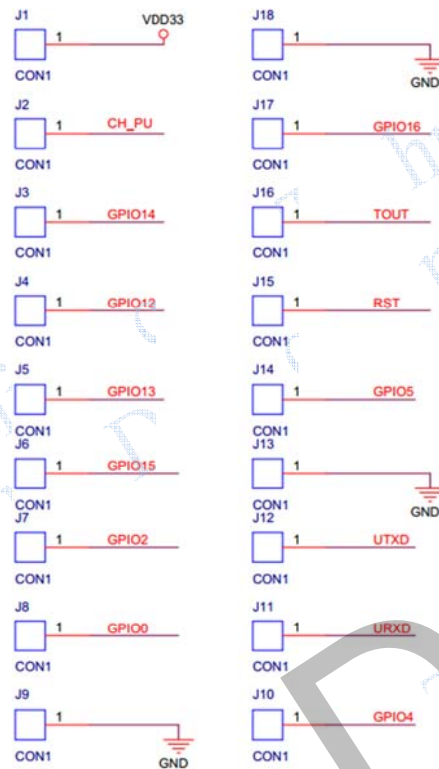 J1
1
VDD33
CON1
J2
1
CH_PU
CON1
J3
1
GPIO14
CON1
J4
1
GPIO12
CON1
J5
1
GPIO13
CON1
J6
1
GPIO15
CON1
J7
1
GPIO2
CON1
J8
1
GPIO0
CON1
J9
1
CON1
GND
J18
1
CON1
GND
J17
1
GPIO16
CON1
J16
1
TOUT
CON1
J15
1
RST
CON1
J14
1
GPIO5
CON1
J13
1
CON1
GND
J12
1
UTXD
CON1
J11
1
URXD
CON1
J10
1
GPIO4
CON1